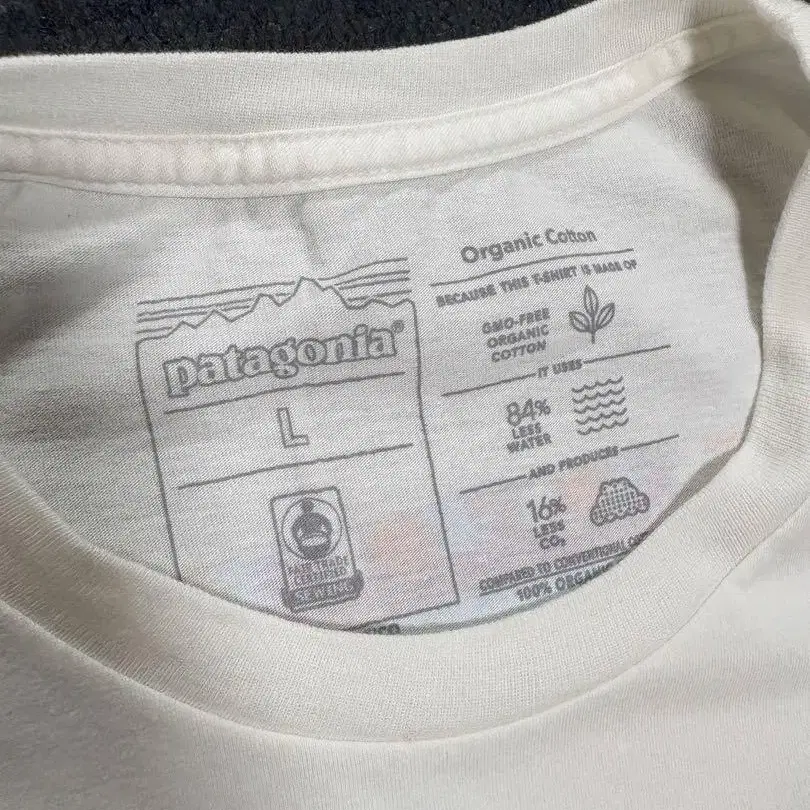 patagonia®
L
FAIR TRADE
CERTIFIED
SEWING
Organic Cotton
BECAUSE THIS T-SHIRT IS MADE OF
GMO-FREE
ORGANIC
COTTON
IT USES
84%
LESS
WATER
AND PRODUCES
16%
LESS
CO₂
COMPARED TO CONVENTIONAL
100% ORGANIC